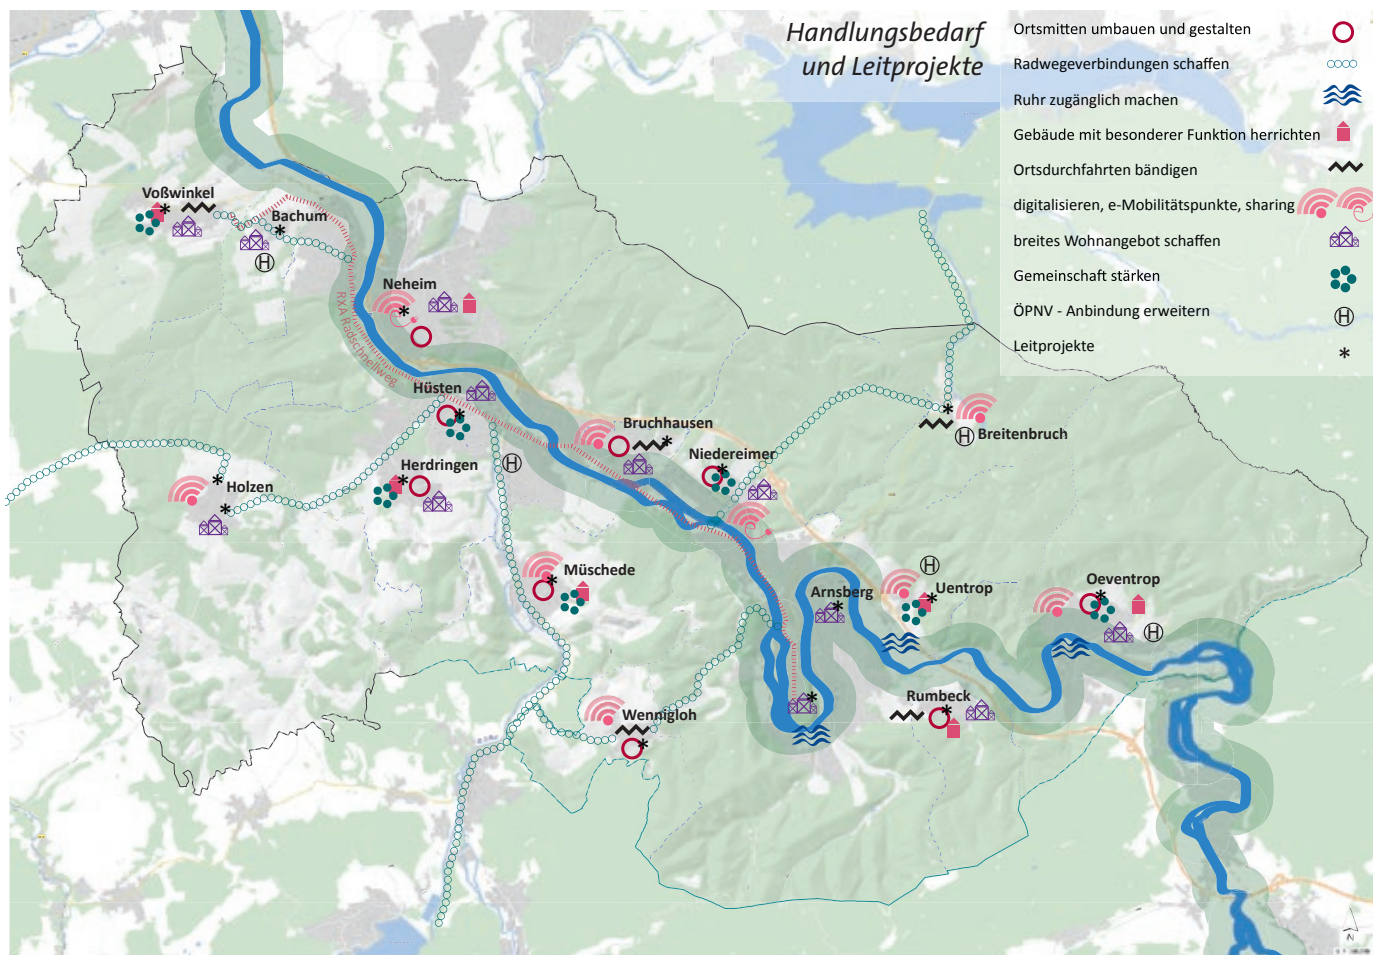 Handlungsbedarf
und Leitprojekte
Ortsmitten umbauen und gestalten
Radwegeverbindungen schaffen
Ruhr zugänglich machen
Gebäude mit besonderer Funktion herrichten
Ortsdurchfahrten bändigen
digitalisieren, e-Mobilitätspunkte, sharing
breites Wohnangebot schaffen
Gemeinschaft stärken
ÖPNV - Anbindung erweitern
H
Leitprojekte
*
Voßwinkel
Bachum
H
Neheim
RXA Radschnellweg
Hüsten
Bruchhausen
Niedereimer
H
Breitenbruch
Herdringen
H
Holzen
Müschede
Arnsberg
H
Uentrop
Oeventrop
H
Rumbeck
Wennigloh
N